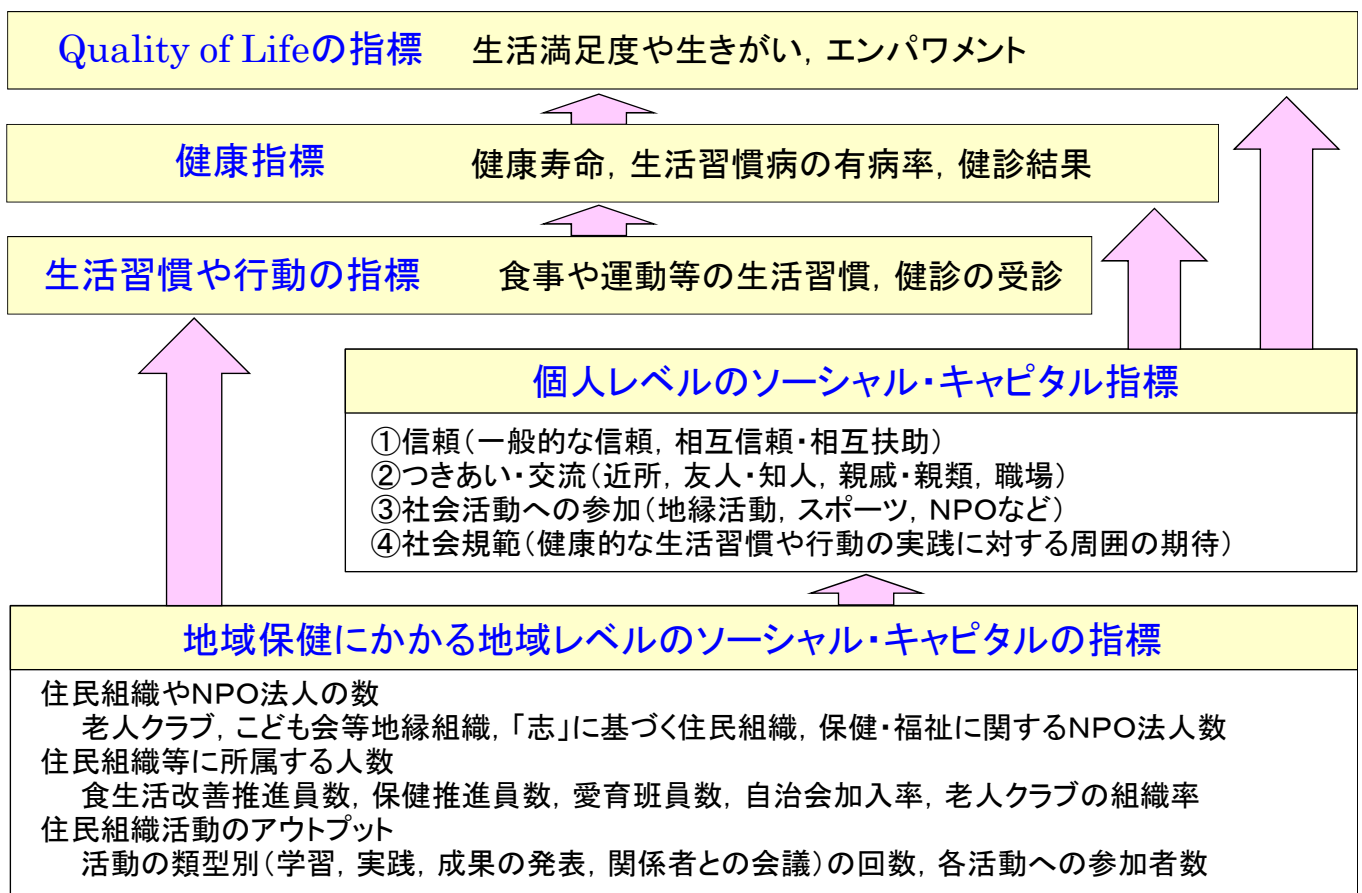 Quality of Lifeの指標 生活満足度や生きがい, エンパワメント
健康指標 健康寿命, 生活習慣病の有病率, 健診結果
生活習慣や行動の指標 食事や運動等の生活習慣, 健診の受診
個人レベルのソーシャル・キャピタル指標
①信頼(一般的な信頼, 相互信頼・相互扶助)
②つきあい・交流(近所, 友人・知人, 親戚・親類, 職場)
③社会活動への参加(地縁活動, スポーツ, NPOなど)
④社会規範(健康的な生活習慣や行動の実践に対する周囲の期待)
地域保健にかかる地域レベルのソーシャル・キャピタルの指標
住民組織やNPO法人の数
老人クラブ, こども会等地縁組織, 「志」に基づく住民組織, 保健・福祉に関するNPO法人数
住民組織等に所属する人数
食生活改善推進員数, 保健推進員数, 愛育班員数, 自治会加入率, 老人クラブの組織率
住民組織活動のアウトプット
活動の類型別(学習, 実践, 成果の発表, 関係者との会議)の回数, 各活動への参加者数